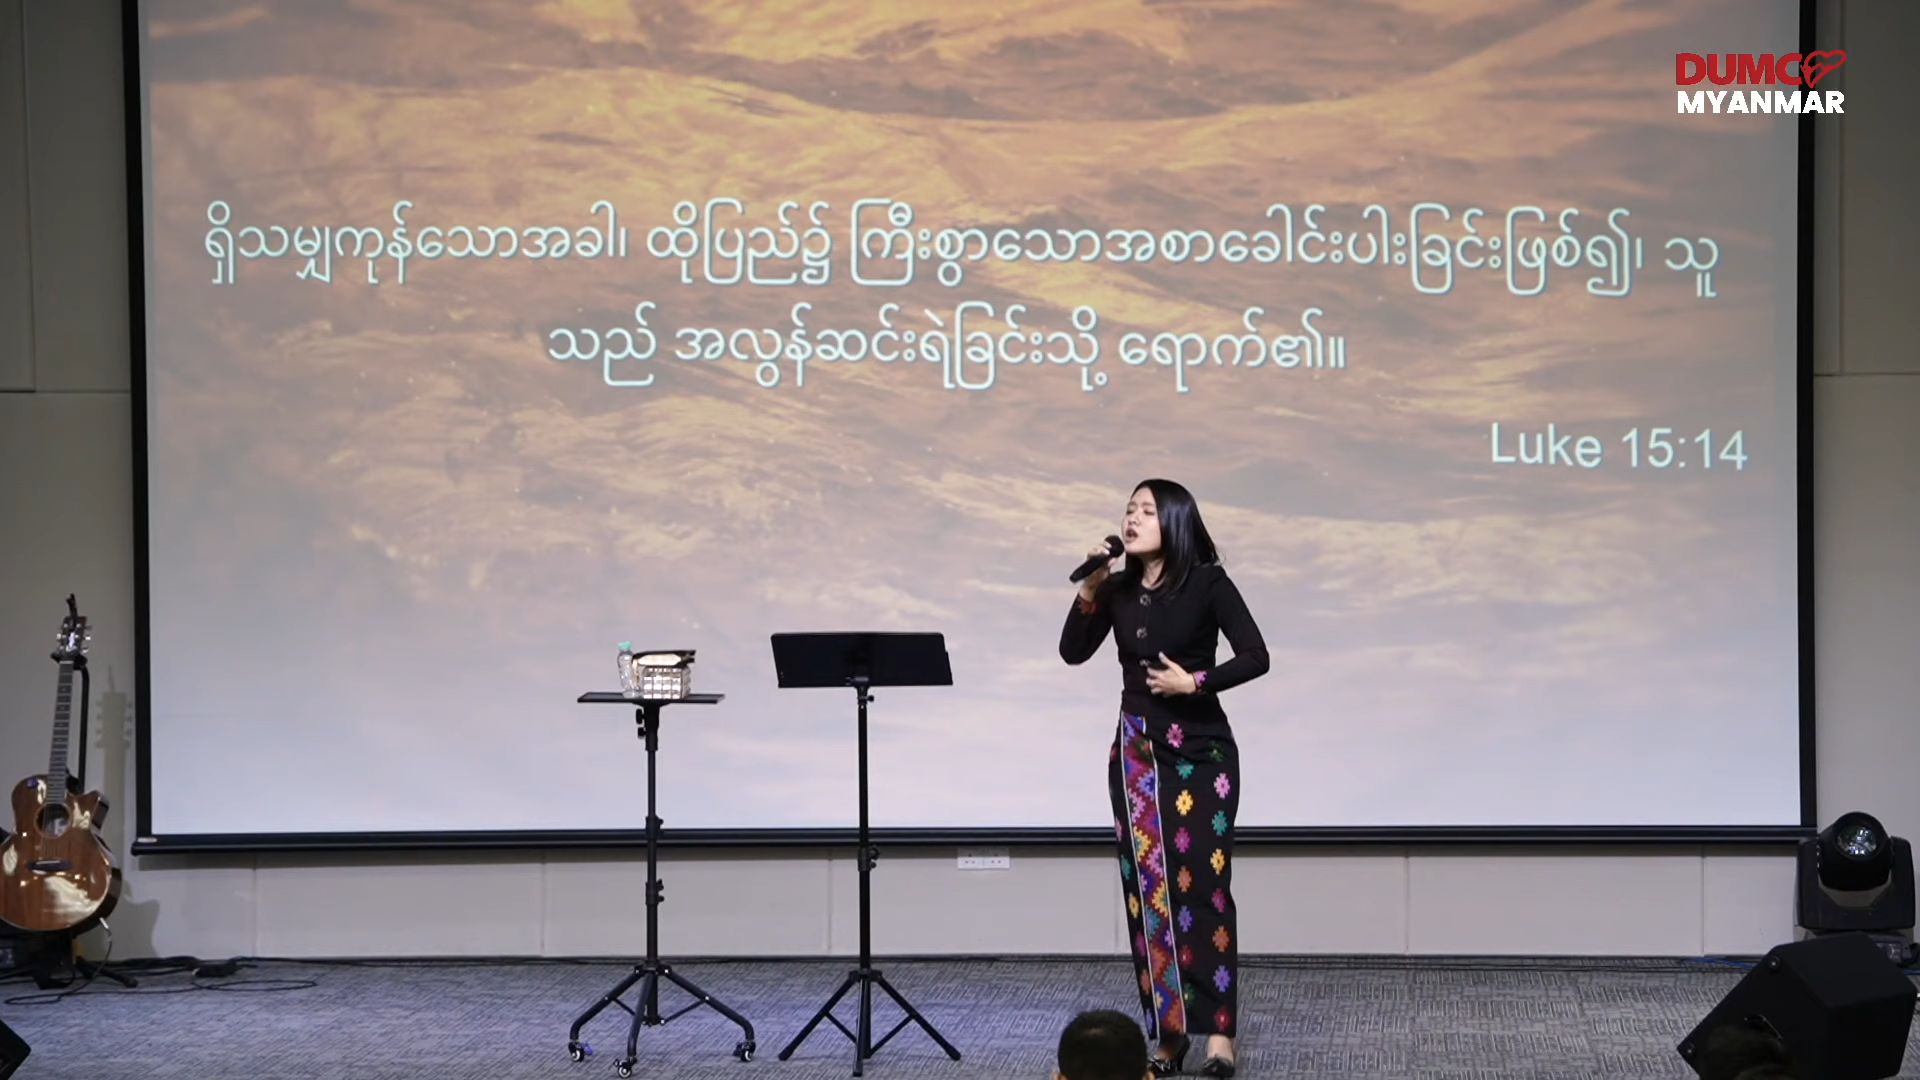 DUMC
MYANMAR
ရှိသမျှကုန်သောအခါ၊ ထိုပြည်၌ ကြီးစွာသောအစာခေါင်းပါးခြင်းဖြစ်၍၊ သူ
သည် အလွန်ဆင်းရဲခြင်းသို့ ရောက်၏။
Luke 15:14